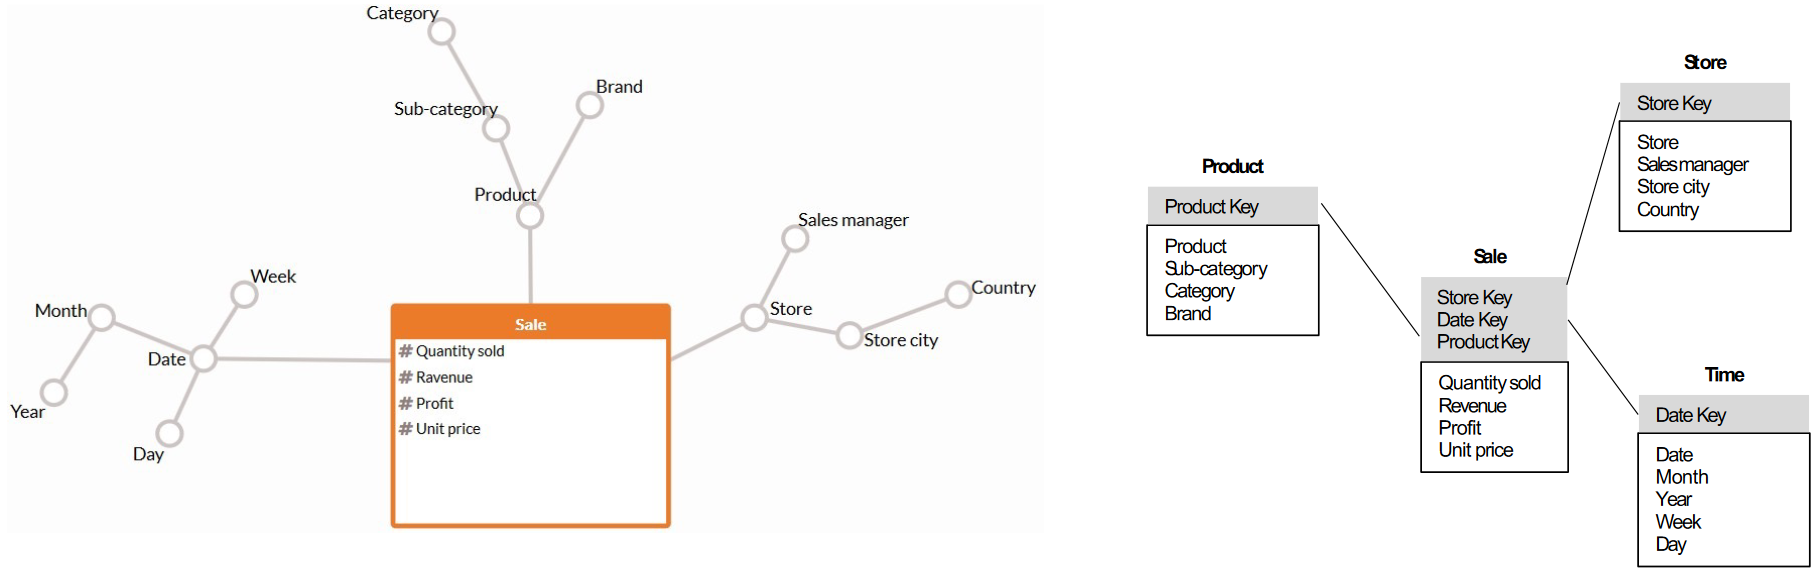 Category
Brand
Sub-category
Product
Sales manager
Week
Country
Month
Store
Store city
Date
Year
Day
Sale
# Quantity sold
# Ravenue
# Profit
# Unit price
Store
Store Key
Store
Sales manager
Store city
Country
Product
Product Key
Product
Sub-category
Category
Brand
Sale
Store Key
Date Key
Product Key
Quantity sold
Revenue
Profit
Unit price
Time
Date Key
Date
Month
Year
Week
Day